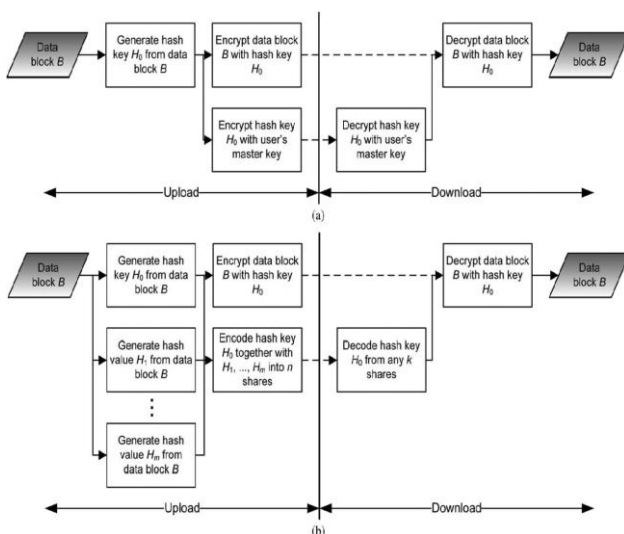 Data
block B
Generate hash
key H₀ from data
block B
Encrypt data block
B with hash key
H₀
Decrypt data block
B with hash key
H₀
Data
block B
Encrypt hash key
H₀ with user's
master key
Decrypt hash key
H₀ with user's
master key
Upload
Download
(a)
Data
block B
Generate hash
key H₀ from data
block B
Encrypt data block
B with hash key
H₀
Decrypt data block
B with hash key
H₀
Data
block B
Generate hash
value H₁ from data
block B
Encode hash key
H₀ together with
H₁, ..., Hₘ into n
shares
Decode hash key
H₀ from any k
shares
Generate hash
value Hₘ from
data block B
Upload
Download
(b)